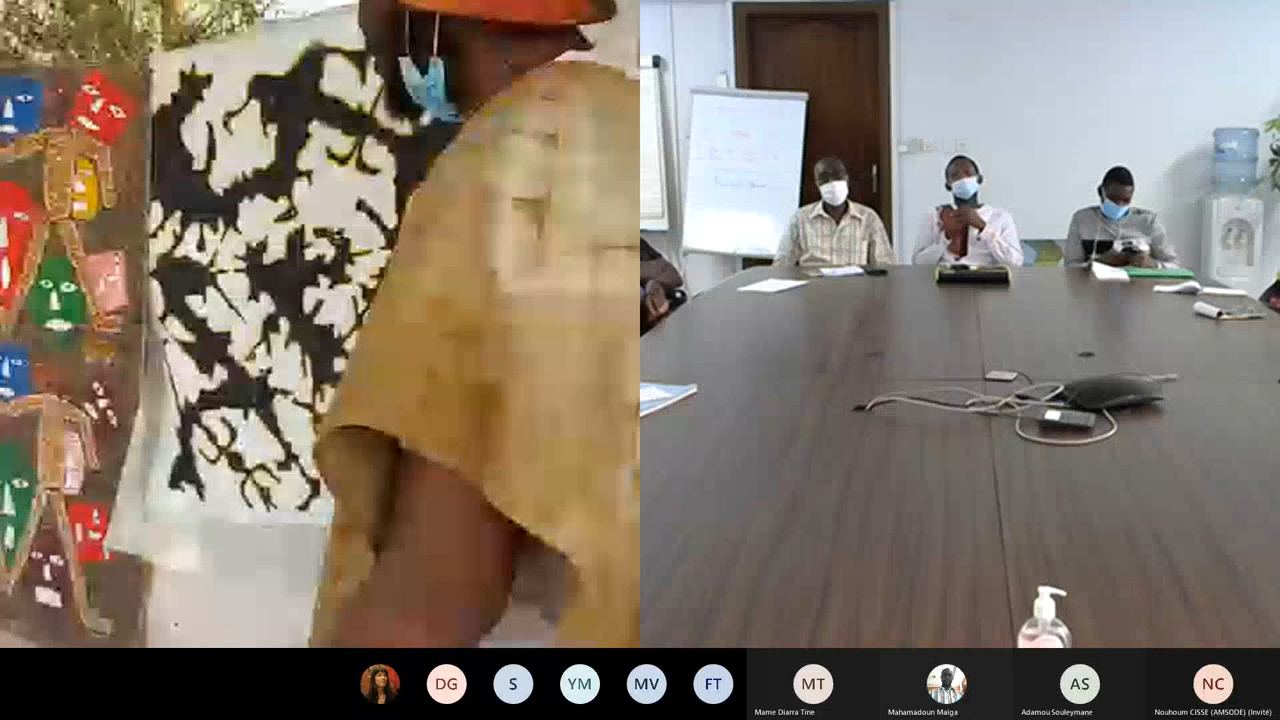 DG
S
YM
MV
FT
MT
AS
NC
Mame Diarra Tine
Mahamadoun Maiga
Adamou Souleymane
Nouhoum CISSE (AMSODE) (Invité)